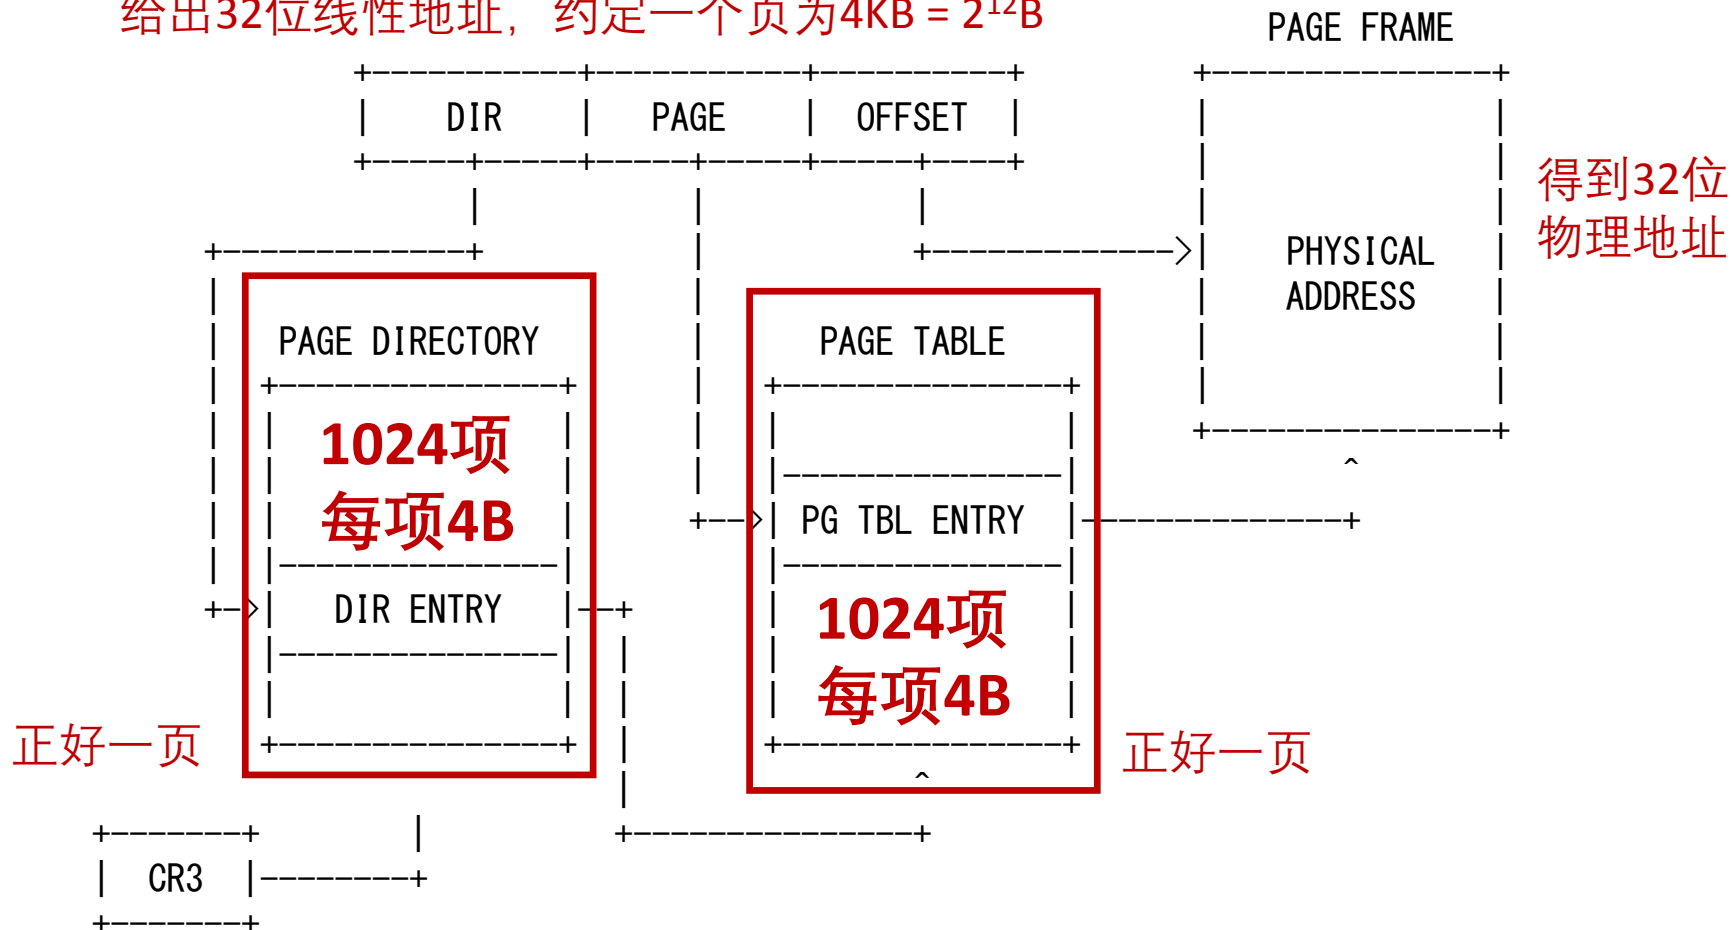 给出32位线性地址，约定一个页为4KB = 2¹²B
PAGE FRAME
DIR
PAGE
OFFSET
得到32位
物理地址
PHYSICAL
ADDRESS
PAGE DIRECTORY
1024项
每项4B
DIR ENTRY
正好一页
PAGE TABLE
PG TBL ENTRY
1024项
每项4B
正好一页
CR3